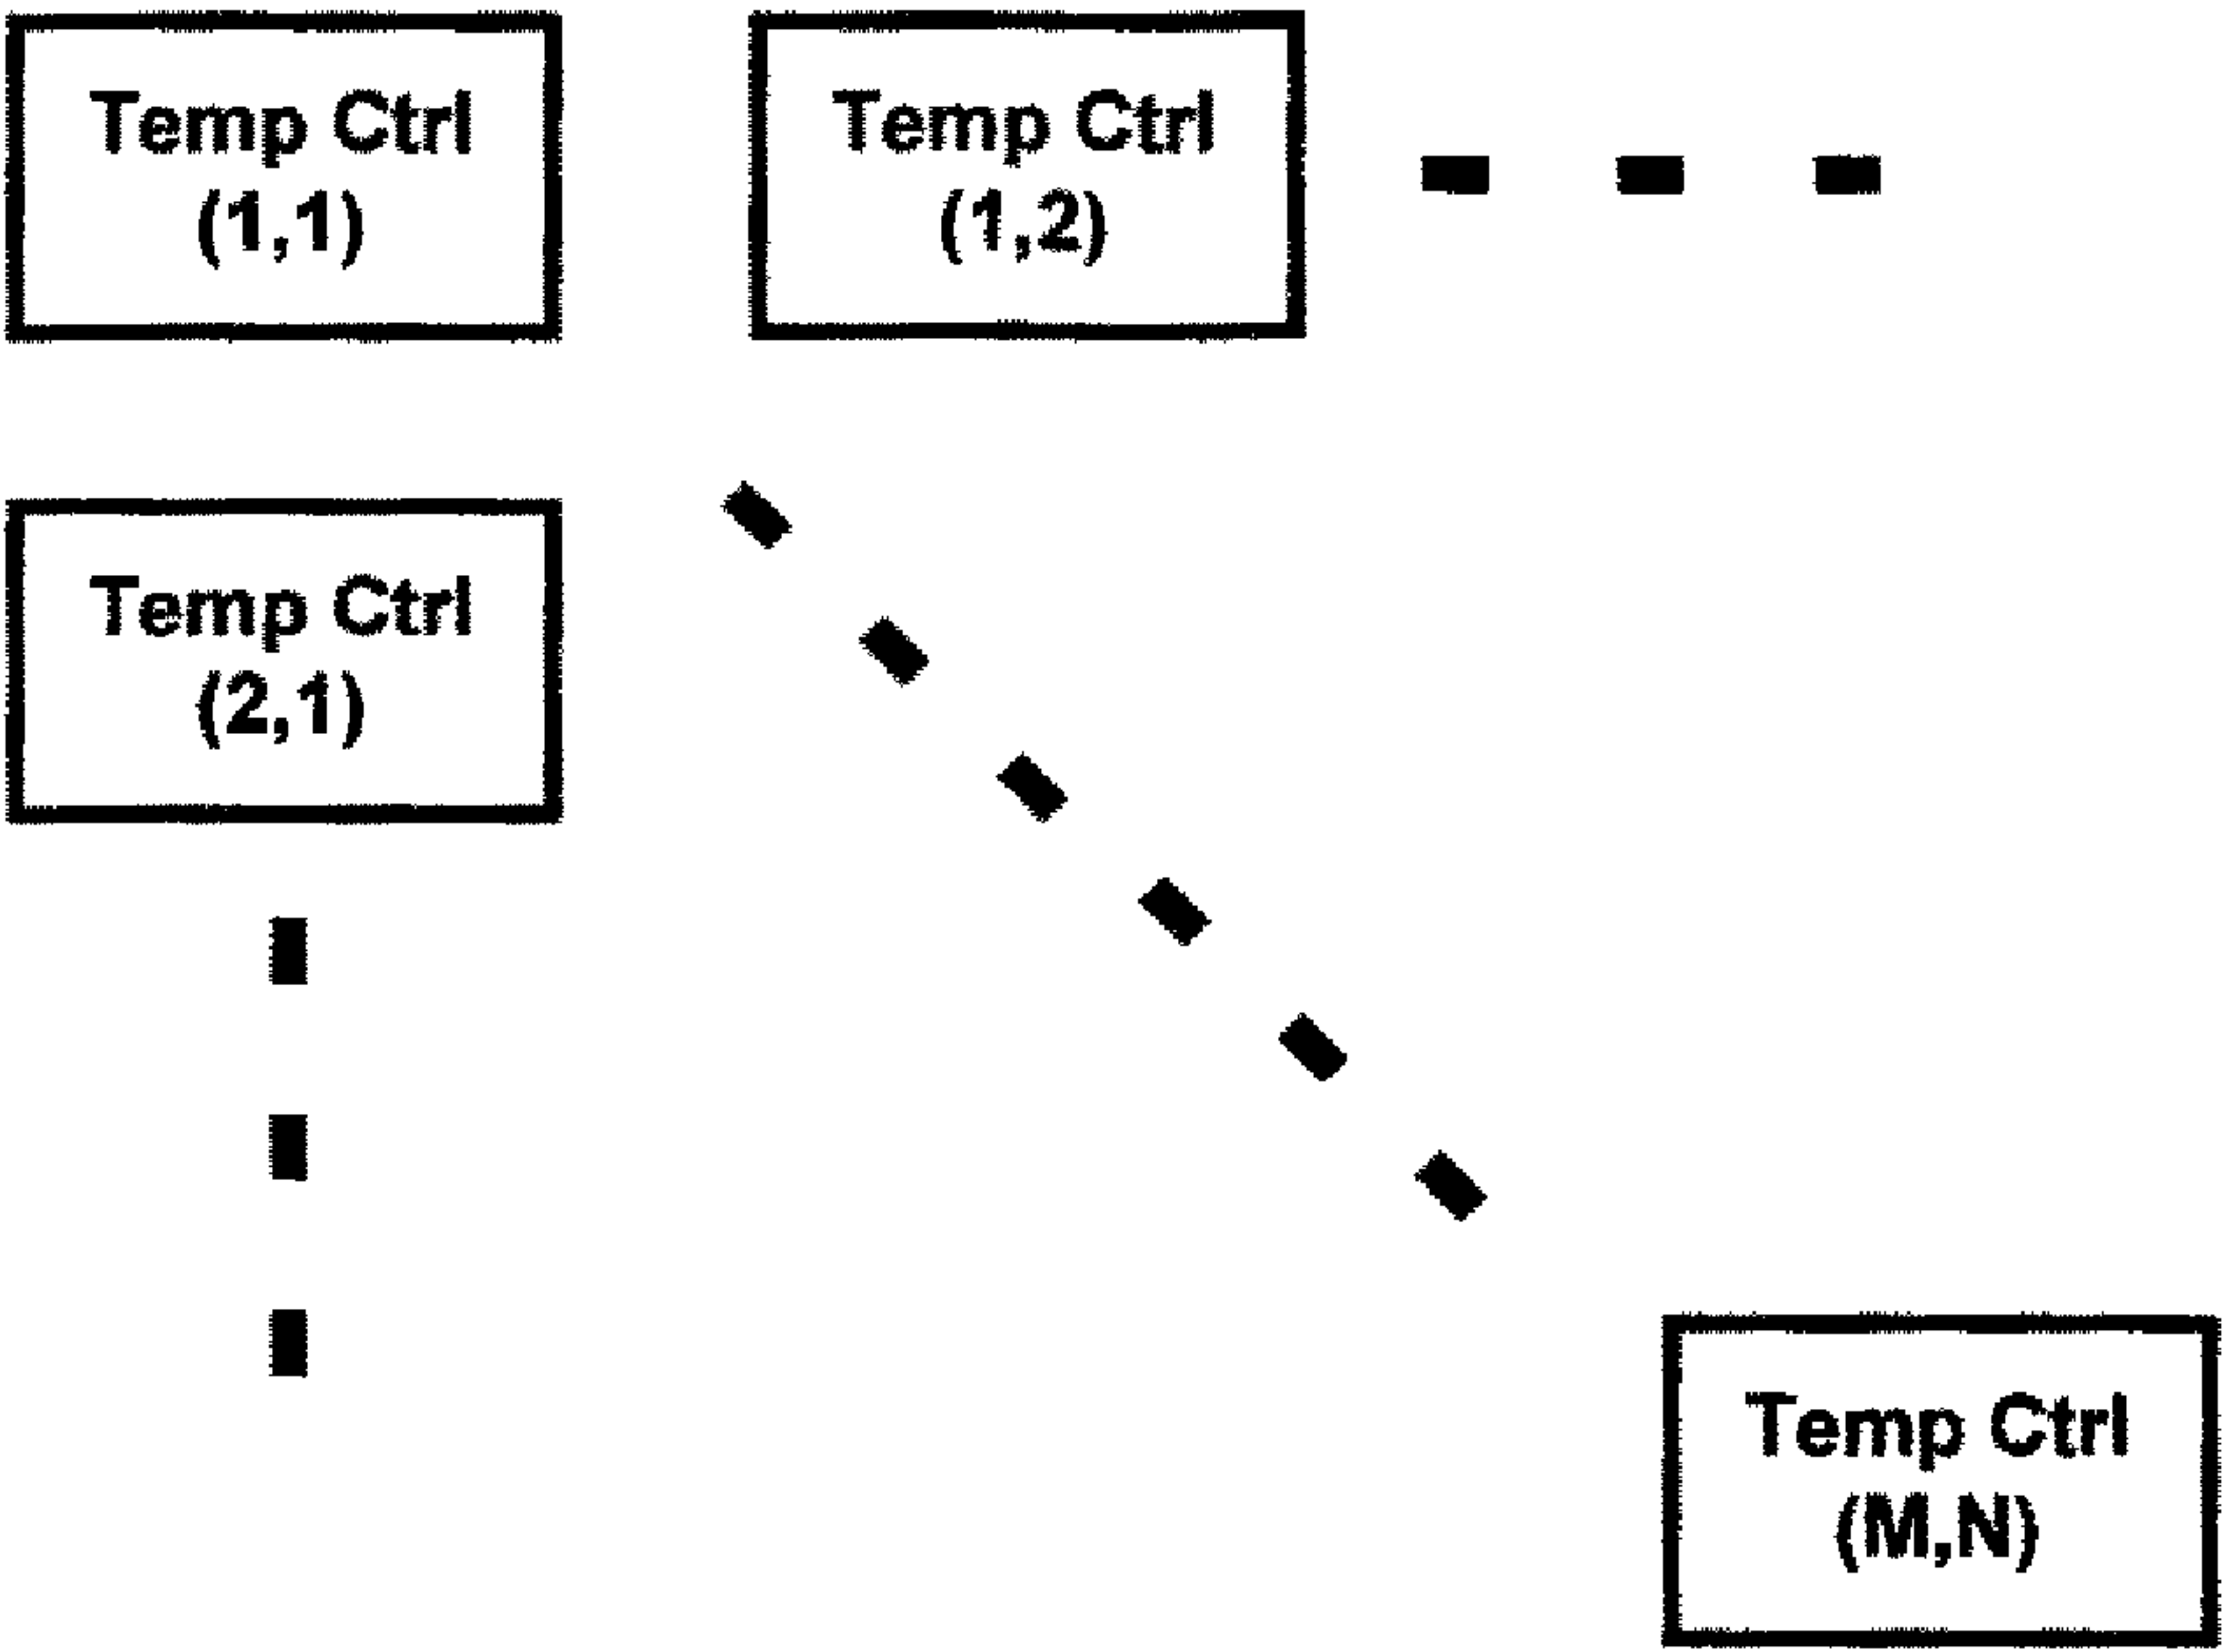 Temp Ctrl
(1,1)
Temp Ctrl
(1,2)
Temp Ctrl
(2,1)
Temp Ctrl
(M,N)